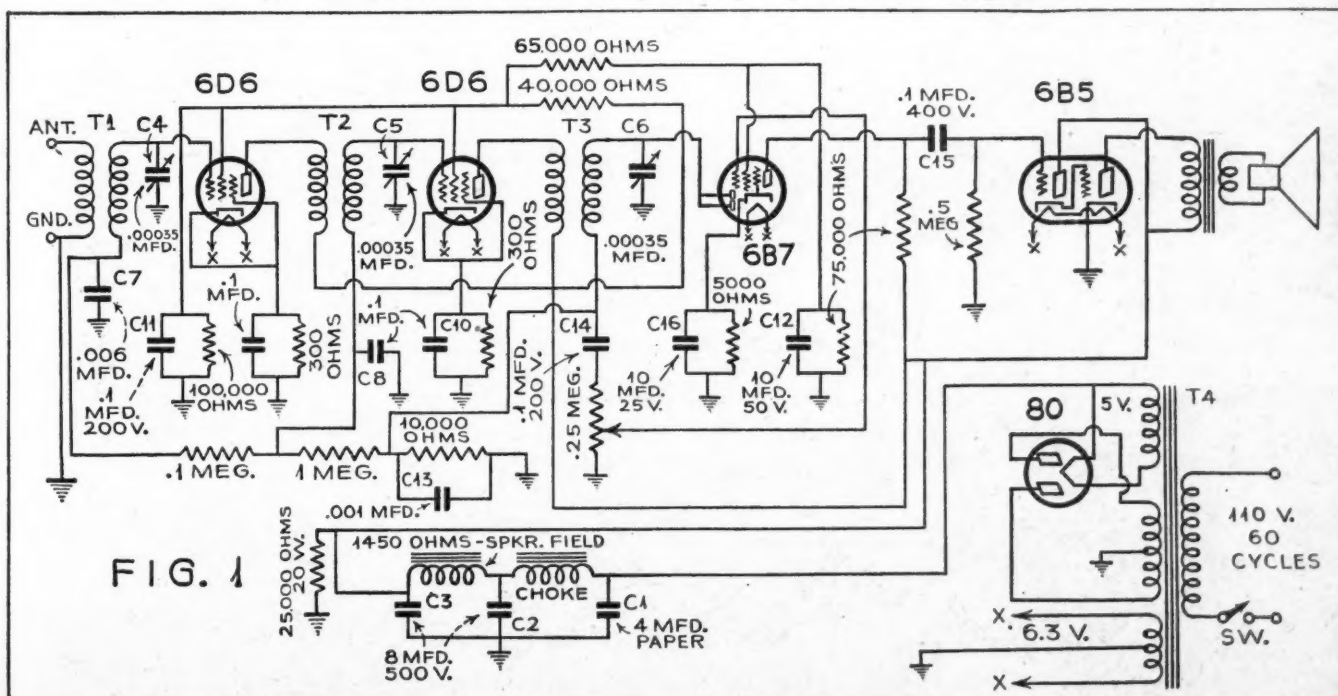 65,000 OHMS
40,000 OHMS
6D6
6D6
6B5
.1 MFD.
400 V.
ANT.
T1
C4
T2
C5
T3
C6
C15
GND.
.00035
MFD.
.00035
MFD.
.00035
MFD.
300
OHMS
6B7
75,000 OHMS
.5
MEG
X
X
X
X
X X
X
X
C7
.006
MFD.
C11
.1
MFD.
200V.
100,000
OHMS
.1
MFD.
300
OHMS
C8
.1
MFD.
C10
C14
.1 MFD.
200 V.
.25 MEG.
C16
10
MFD.
25 V.
5000
OHMS
C12
10
MFD.
50 V.
.1 MEG.
1 MEG.
10,000
OHMS
C13
.001 MFD.
80
5 V.
T4
110 V.
60
CYCLES
SW.
X
6.3 V.
X
FIG. 1
25,000 OHMS
20 W.
1450 OHMS-SPKR. FIELD
CHOKE
C3
C2
C1
8 MFD.
500 V.
4 MFD.
PAPER